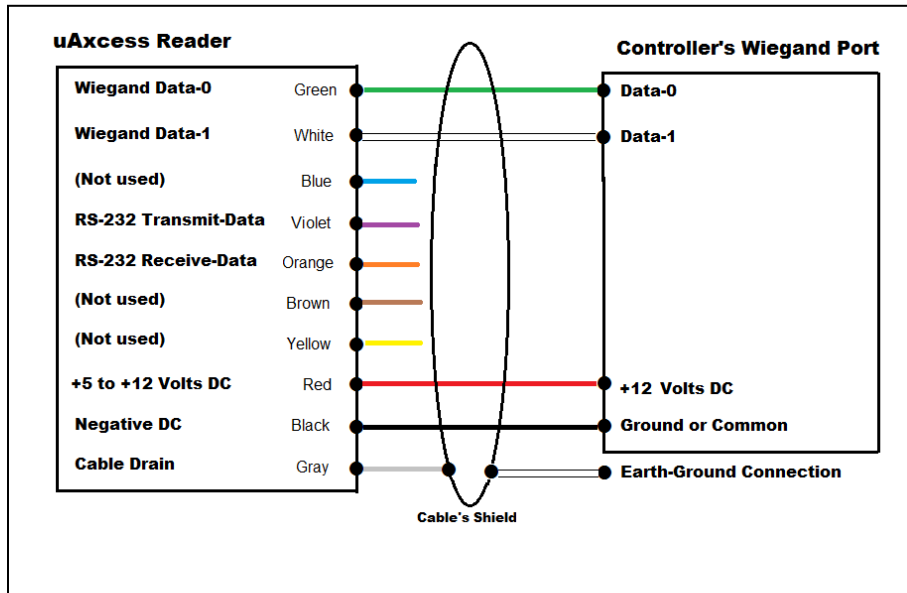 uAxcess Reader
Controller's Wiegand Port
Wiegand Data-0 Green Data-0
Wiegand Data-1 White Data-1
(Not used) Blue
RS-232 Transmit-Data Violet
RS-232 Receive-Data Orange
(Not used) Brown
(Not used) Yellow
+5 to +12 Volts DC Red +12 Volts DC
Negative DC Black Ground or Common
Cable Drain Gray Earth-Ground Connection
Cable's Shield